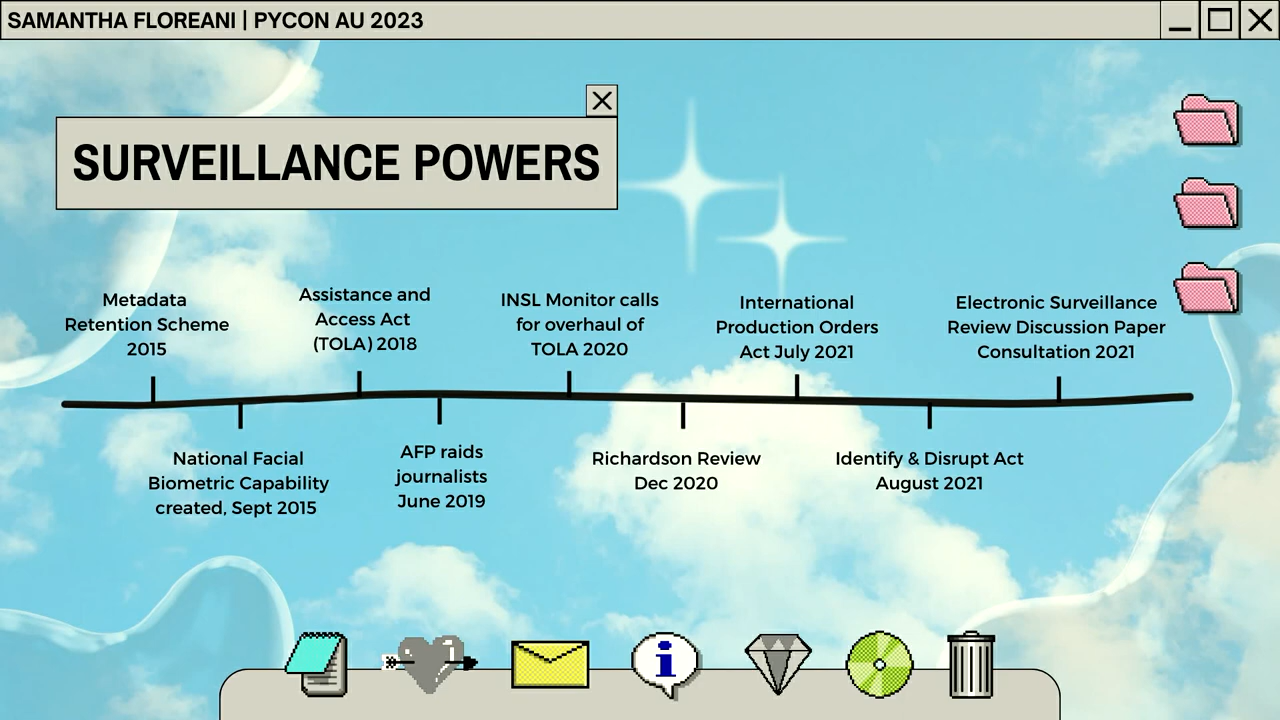 SAMANTHA FLOREANI | PYCON AU 2023
SURVEILLANCE POWERS
Metadata
Retention Scheme
2015
Assistance and
Access Act
(TOLA) 2018
INSL Monitor calls
for overhaul of
TOLA 2020
International
Production Orders
Act July 2021
Electronic Surveillance
Review Discussion Paper
Consultation 2021
National Facial
Biometric Capability
created, Sept 2015
AFP raids
journalists
June 2019
Richardson Review
Dec 2020
Identify & Disrupt Act
August 2021